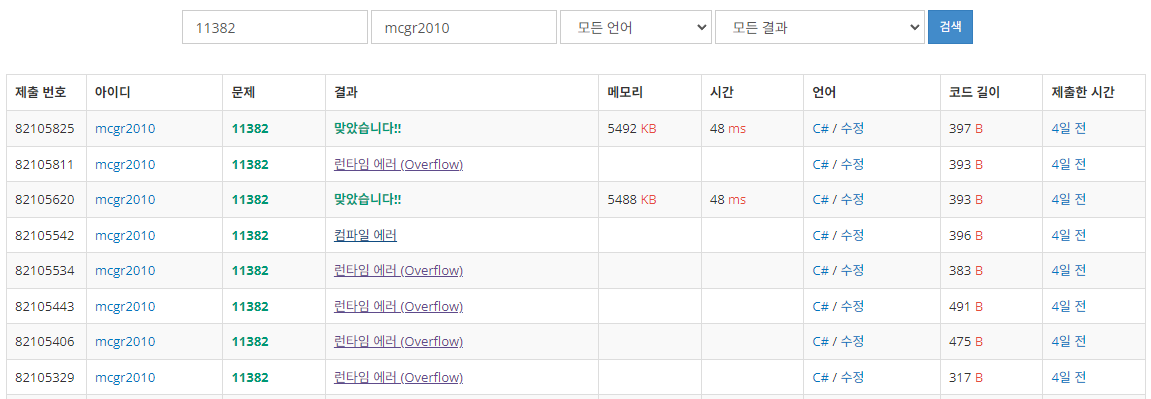 11382 mcgr2010 모든 언어 모든 결과 검색
제출 번호 아이디 문제 결과 메모리 시간 언어 코드 길이 제출한 시간
82105825 mcgr2010 11382 맞았습니다!! 5492 KB 48 ms C# / 수정 397 B 4일 전
82105811 mcgr2010 11382 런타임 에러 (Overflow) C# / 수정 393 B 4일 전
82105620 mcgr2010 11382 맞았습니다!! 5488 KB 48 ms C# / 수정 393 B 4일 전
82105542 mcgr2010 11382 컴파일 에러 C# / 수정 396 B 4일 전
82105534 mcgr2010 11382 런타임 에러 (Overflow) C# / 수정 383 B 4일 전
82105443 mcgr2010 11382 런타임 에러 (Overflow) C# / 수정 491 B 4일 전
82105406 mcgr2010 11382 런타임 에러 (Overflow) C# / 수정 475 B 4일 전
82105329 mcgr2010 11382 런타임 에러 (Overflow) C# / 수정 317 B 4일 전